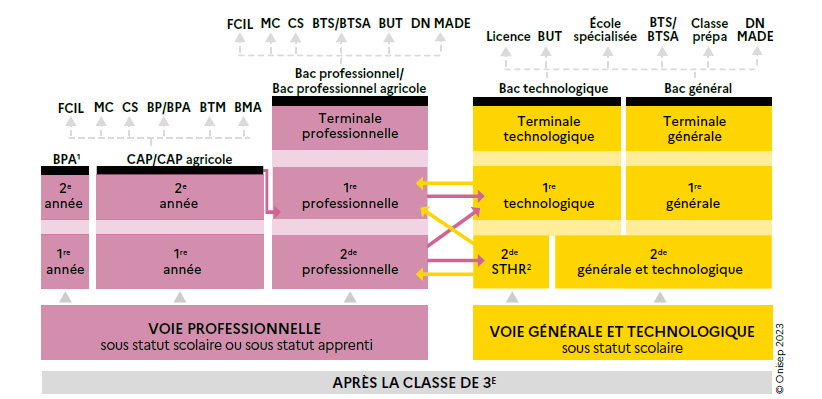 FCIL MC CS BTS/BTSA BUT DN MADE
Licence BUT École spécialisée BTS/BTSA Classe prépa DN MADE
Bac professionnel/
Bac professionnel agricole
Bac technologique
Bac général
FCIL MC CS BP/BPA BTM BMA
Terminale
professionnelle
Terminale
technologique
Terminale
générale
BPA¹
CAP/CAP agricole
2e
année
2e
année
1re
professionnelle
1re
technologique
1re
générale
1re
année
1re
année
2de
professionnelle
2de
STHR²
2de
générale et technologique
VOIE PROFESSIONNELLE
sous statut scolaire ou sous statut apprenti
VOIE GÉNÉRALE ET TECHNOLOGIQUE
sous statut scolaire
APRÈS LA CLASSE DE 3E
© Onisep 2023